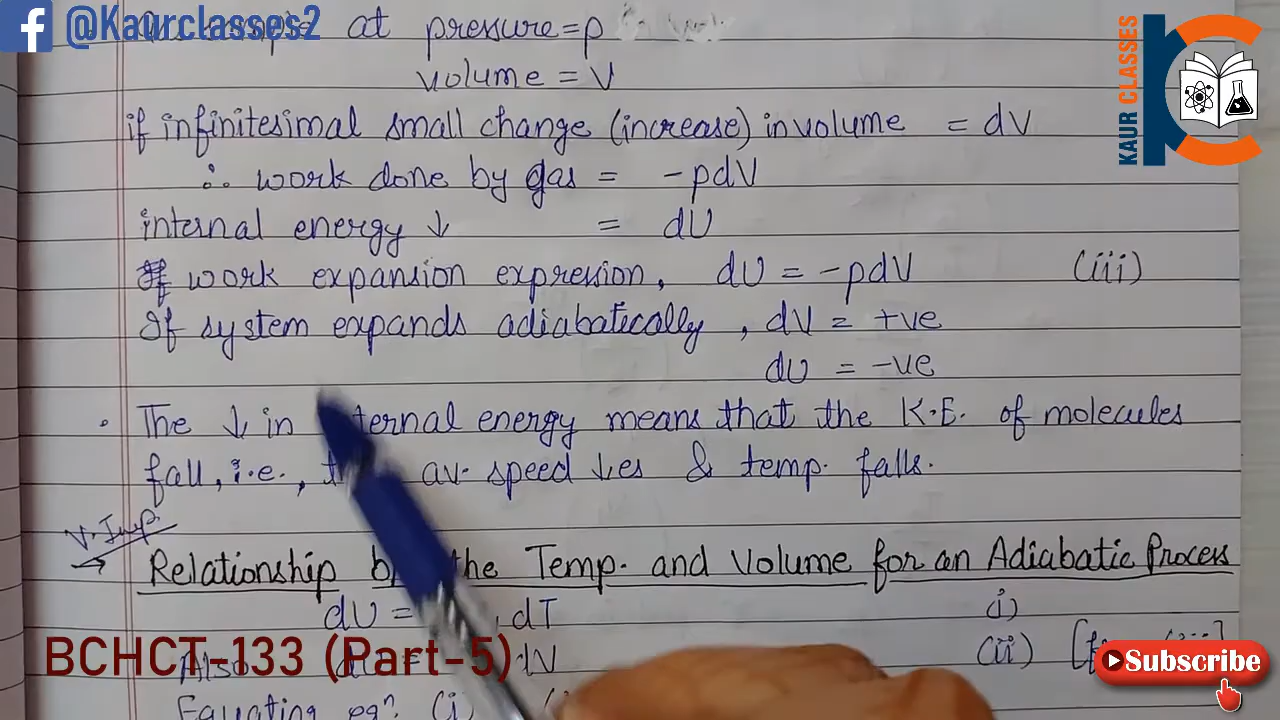 @Kaurclasses2
at pressure=p
volume = V
if infinitesimal small change (increase) in volume = dV
∴ work done by gas = -pdV
internal energy ↓ = dU
work expansion expression, dU = -pdV (iii)
If system expands adiabatically, dV = +ve
dU = -ve
• The ↓ in ternal energy means that the K.E. of molecules
fall, i.e., av. speed ↓es & temp. falls.
V. Imp.
→ Relationship the Temp. and Volume for an Adiabatic Process
dU = dT (i)
Also dV (ii)
Equating eqn (i)
KAUR CLASSES
BCHCT-133 (Part-5)
Subscribe